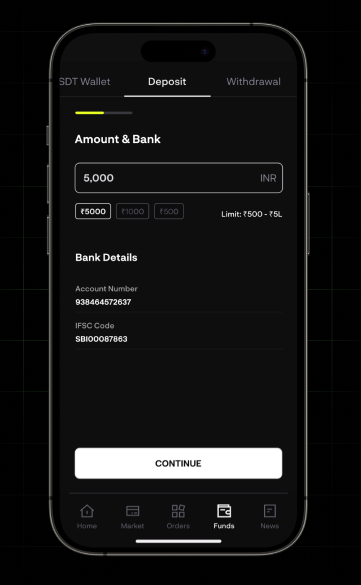 SDT Wallet Deposit Withdrawal
Amount & Bank
5,000 INR
₹5000 ₹1000 ₹500 Limit: ₹500 - ₹5L
Bank Details
Account Number
938464572637
IFSC Code
SBI00087863
CONTINUE
Home Market Orders Funds News